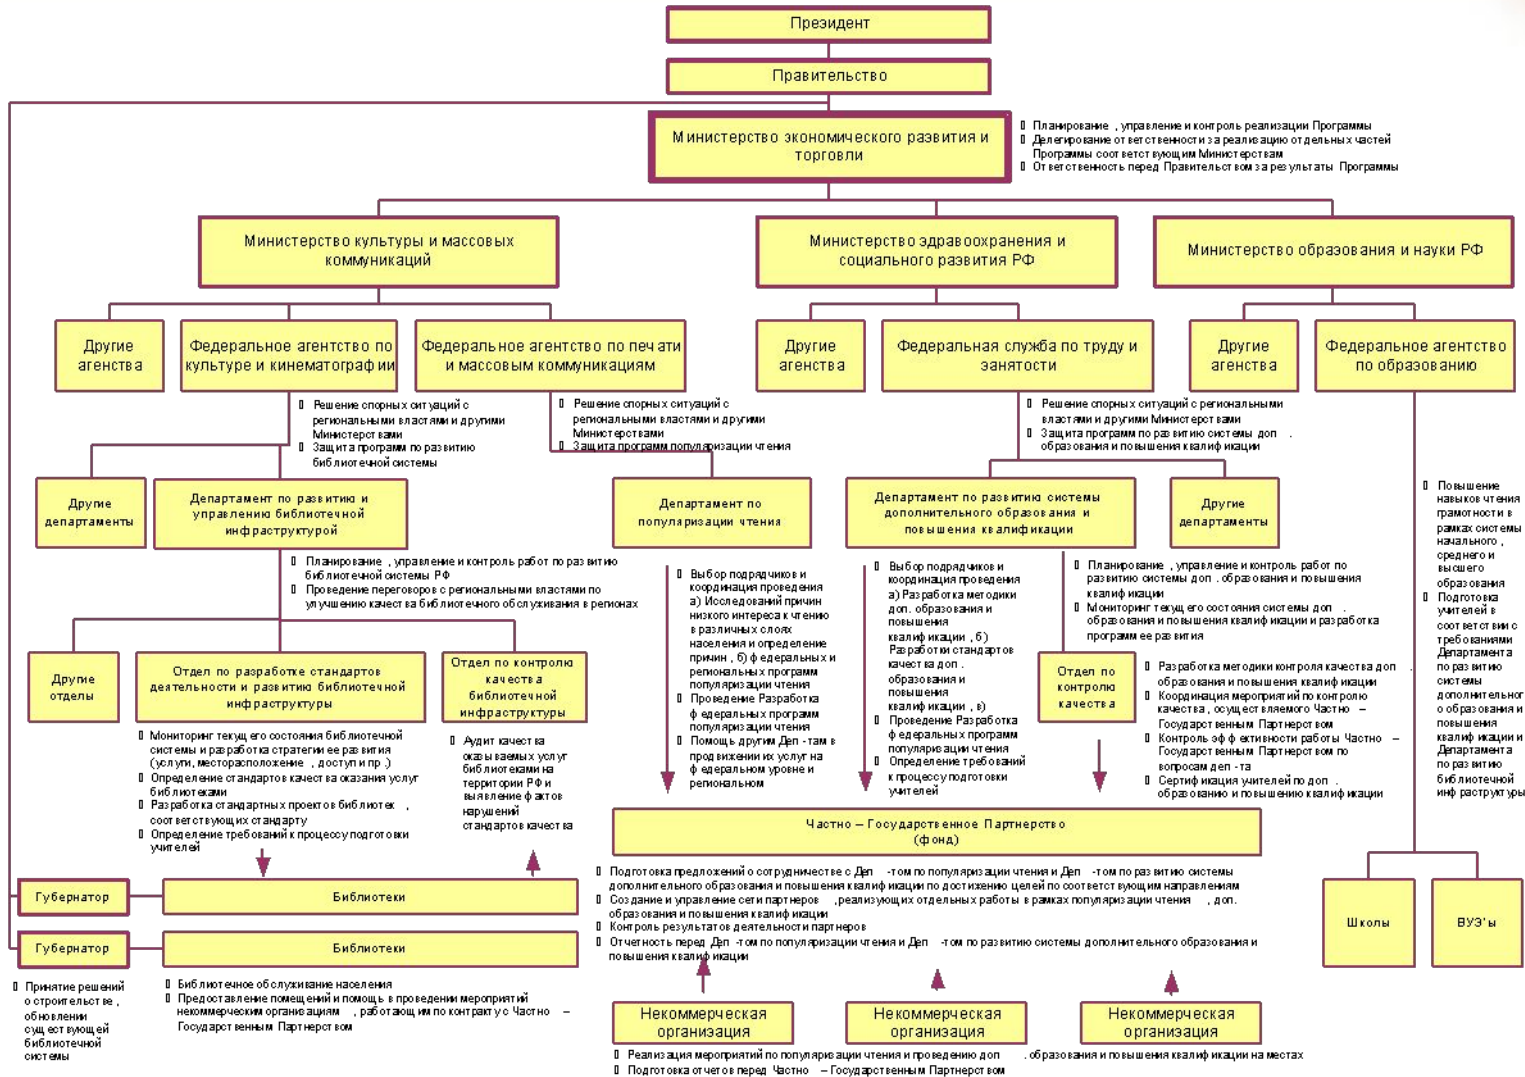 Президент
Правительство
Министерство экономического развития и
торговли
Планирование , управление и контроль реализации Программы
Делегирование ответственности за реализацию отдельных частей
Программы соответствующим Министерствам
Ответственность перед Правительством за результаты Программы
Министерство культуры и массовых
коммуникаций
Министерство здравоохранения и
социального развития РФ
Министерство образования и науки РФ
Другие
агенства
Федеральное агентство по
культуре и кинематографии
Федеральное агентство по печати
и массовым коммуникациям
Другие
агенства
Федеральная служба по труду и
занятости
Другие
агенства
Федеральное агентство
по образованию
Решение спорных ситуаций с
региональными властями и другими
Министерствами
Защита программ по развитию
библиотечной системы
Решение спорных ситуаций с
региональными властями и другими
Министерствами
Защита программ популяризации чтения
Решение спорных ситуаций с региональными
властями и другими Министервами
Защита программ по развитию системы доп .
образования и повышения квалификации
Другие
департаменты
Департамент по развитию и
управлению библиотечной
инфраструктурой
Департамент по
популяризации чтения
Департамент по развитию системы
дополнительного образования и
повышения квалификации
Другие
департаменты
Повышение
навыков чтения
грамотности в
рамках системы
начального ,
среднего и
высшего
образования
Подготовка
учителей в
соответствии с
требованиями
Департамента
по развитию
системы
дополнительног
о образования и
повышения
квалификации и
Департамента
по развитию
библиотечной
инфраструктуры
Планирование , управление и контроль работ по развитию
библиотечной системы РФ
Проведение переговоров с региональными властями по
улучшению качества библиотечного обслуживания в регионах
Выбор подрядчиков и
координация проведения
а) Исследований причин
низкого интереса к чтению
в различных слоях
населения и определение
причин , б) федеральных и
региональных программ
популяризации чтения
Проведение Разработка
федеральных программ
популяризации чтения
Помощь другим Деп -там в
продвижении их услуг на
федеральном уровне и
региональном
Выбор подрядчиков и
координация проведения
а) Разработка методики
доп. образования и
повышения
квалификации , б)
Разработки стандартов
качества доп .
образования и
повышения
квалификации , в)
Проведение Разработка
федеральных программ
популяризации чтения
Определение требований
к процессу подготовки
учителей
Планирование , управление и контроль работ по
развитию системы доп . образования и повышения
квалификации
Мониторинг текущего состояния системы доп .
образования и повышения квалификации и разработка
программ ее развития
Другие
отделы
Отдел по разработке стандартов
деятельности и развитию библиотечной
инфраструктуры
Отдел по контролю
качества
библиотечной
инфраструктуры
Отдел по
контролю
качества
Разработка методики контроля качества доп .
образования и повышения квалификации
Координация мероприятий по контролю
качества , осуществляемого Частно –
Государственным Партнерством
Контроль эффективности работы Частно –
Государственным Партнерством по
вопросам деп -та
Сертификация учителей по доп .
образованию и повышению квалификации
Мониторинг текущего состояния библиотечной
системы и разработка стратегии ее развития
(услуги, месторасположение , доступ и пр .)
Определение стандартов качества оказания услуг
библиотеками
Разработка стандартных проектов библиотек ,
соответствующих стандарту
Определение требований к процессу подготовки
учителей
Аудит качества
оказываемых услуг
библиотеками на
территории РФ и
выявление фактов
нарушений
стандартов качества
Частно – Государственное Партнерство
(фонд)
Подготовка предложений о сотрудничестве с Деп -том по популяризации чтения и Деп -том по развитию системы
дополнительного образования и повышения квалификации по достижению целей по соответствующим направлениям
Создание и управление сети партнеров , реализующих отдельных работы в рамках популяризации чтения , доп.
образования и повышения квалификации
Контроль результатов деятельности партнеров
Отчетность перед Деп -том по популяризации чтения и Деп -том по развитию системы дополнительного образования и
повышения квалификации
Губернатор
Библиотеки
Губернатор
Библиотеки
Школы
ВУЗ'ы
Принятие решений
о строительстве ,
обновлении
существующей
библиотечной
системы
Библиотечное обслуживание населения
Предоставление помещений и помощь в проведении мероприятий
некоммерческим организациям , работающим по контракту с Частно –
Государственным Партнерством
Некоммерческая
организация
Некоммерческая
организация
Некоммерческая
организация
Реализация мероприятий по популяризации чтения и проведению доп . образования и повышения квалификации на местах
Подготовка отчетов перед Частно – Государственным Партнерством